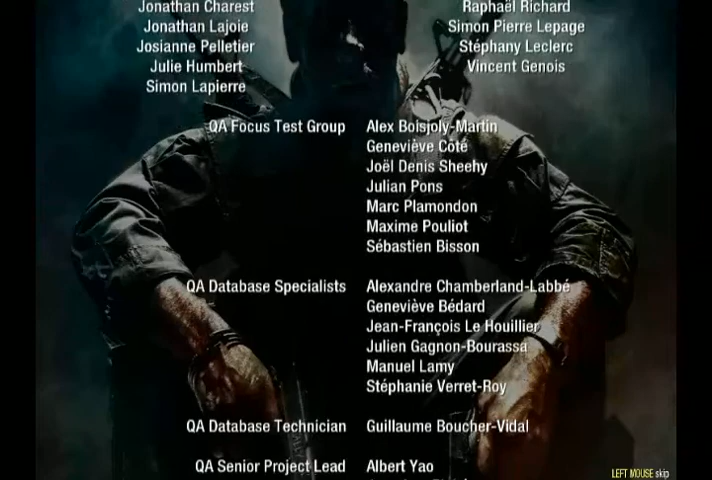 Jonathan Charest Raphaël Richard
Jonathan Lajoie Simon Pierre Lepage
Josianne Pelletier Stéphany Leclerc
Julie Humbert Vincent Genois
Simon Lapierre
QA Focus Test Group Alex Boisjoly-Martin
Geneviève Côté
Joël Denis Sheehy
Julian Pons
Marc Plamondon
Maxime Pouliot
Sébastien Bisson
QA Database Specialists Alexandre Chamberland-Labbé
Geneviève Bédard
Jean-François Le Houillier
Julien Gagnon-Bourassa
Manuel Lamy
Stéphanie Verret-Roy
QA Database Technician Guillaume Boucher-Vidal
QA Senior Project Lead Albert Yao
LEFT MOUSE skip